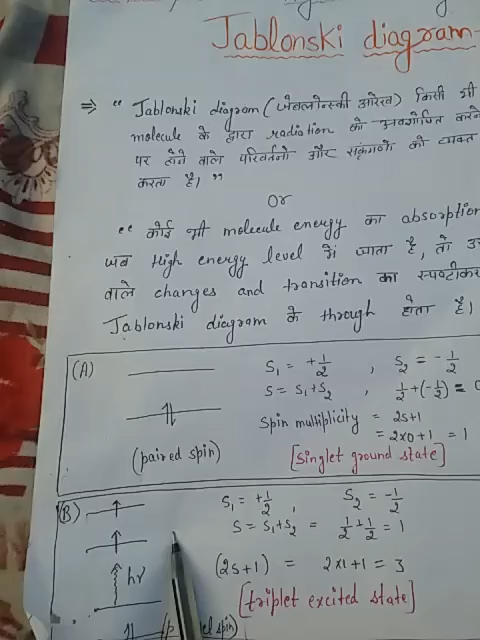 Jablonski diagram-
⇒ " Jablonski diagram (जेबलोन्स्की आरेख) किसी भी
molecule के द्वारा radiation को अवशोषित करने
पर होने वाले परिवर्तनो और संक्रमणो को व्यक्त
करता है। "
Or
" कोई भी molecule energy का absorption
जब High energy level में जाता है, तो
वाले changes and transition का स्पष्टीकर
Jablonski diagram के through होता है।
(A)
S₁ = +1/2 , S₂ = -1/2
S = S₁+S₂ , 1/2+(-1/2) = 0
Spin multiplicity = 2S+1
= 2x0+1 = 1
(paired spin) [singlet ground state]
(B)
S₁ = +1/2 , S₂ = -1/2
S = S₁+S₂ = 1/2+1/2 = 1
hν (2S+1) = 2x1+1 = 3
[triplet excited state]
spin)